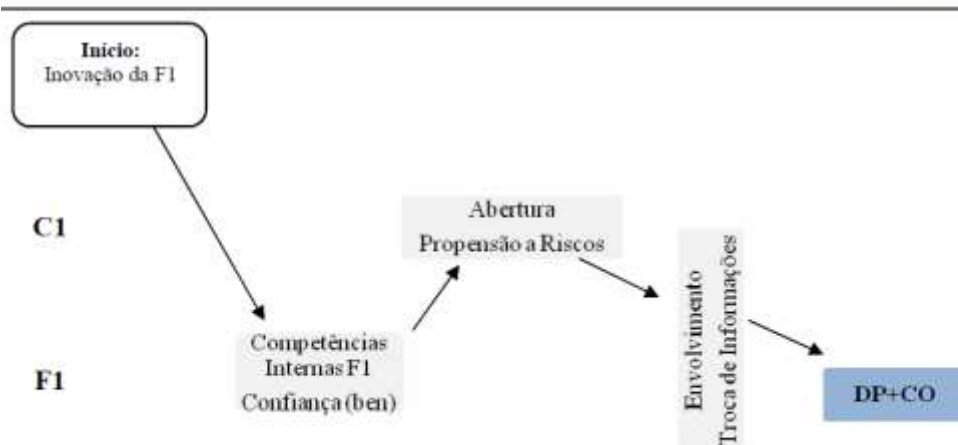 Início:
Inovação da F1
C1
Abertura
Propensão a Riscos
F1
Competências
Internas F1
Confiança (ben)
Envolvimento
Troca de Informações
DP+CO